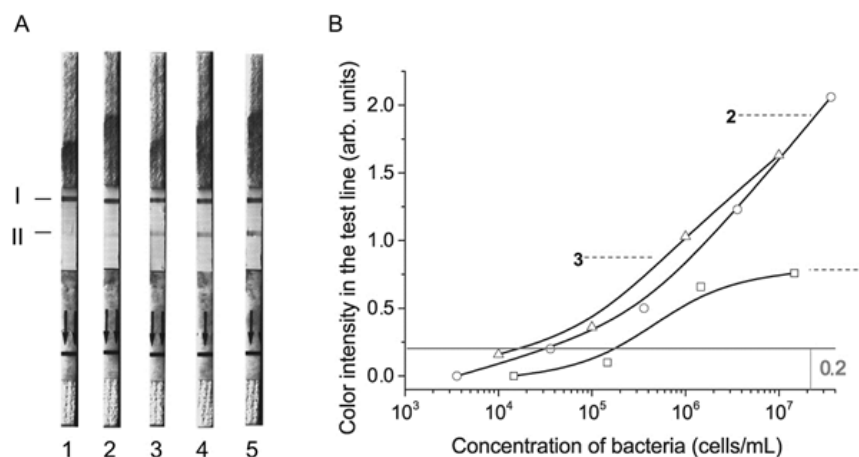 A
I
II
1 2 3 4 5
B
Color intensity in the test line (arb. units)
2.0
1.5
1.0
0.5
0.0
2
3
0.2
10³ 10⁴ 10⁵ 10⁶ 10⁷
Concentration of bacteria (cells/mL)